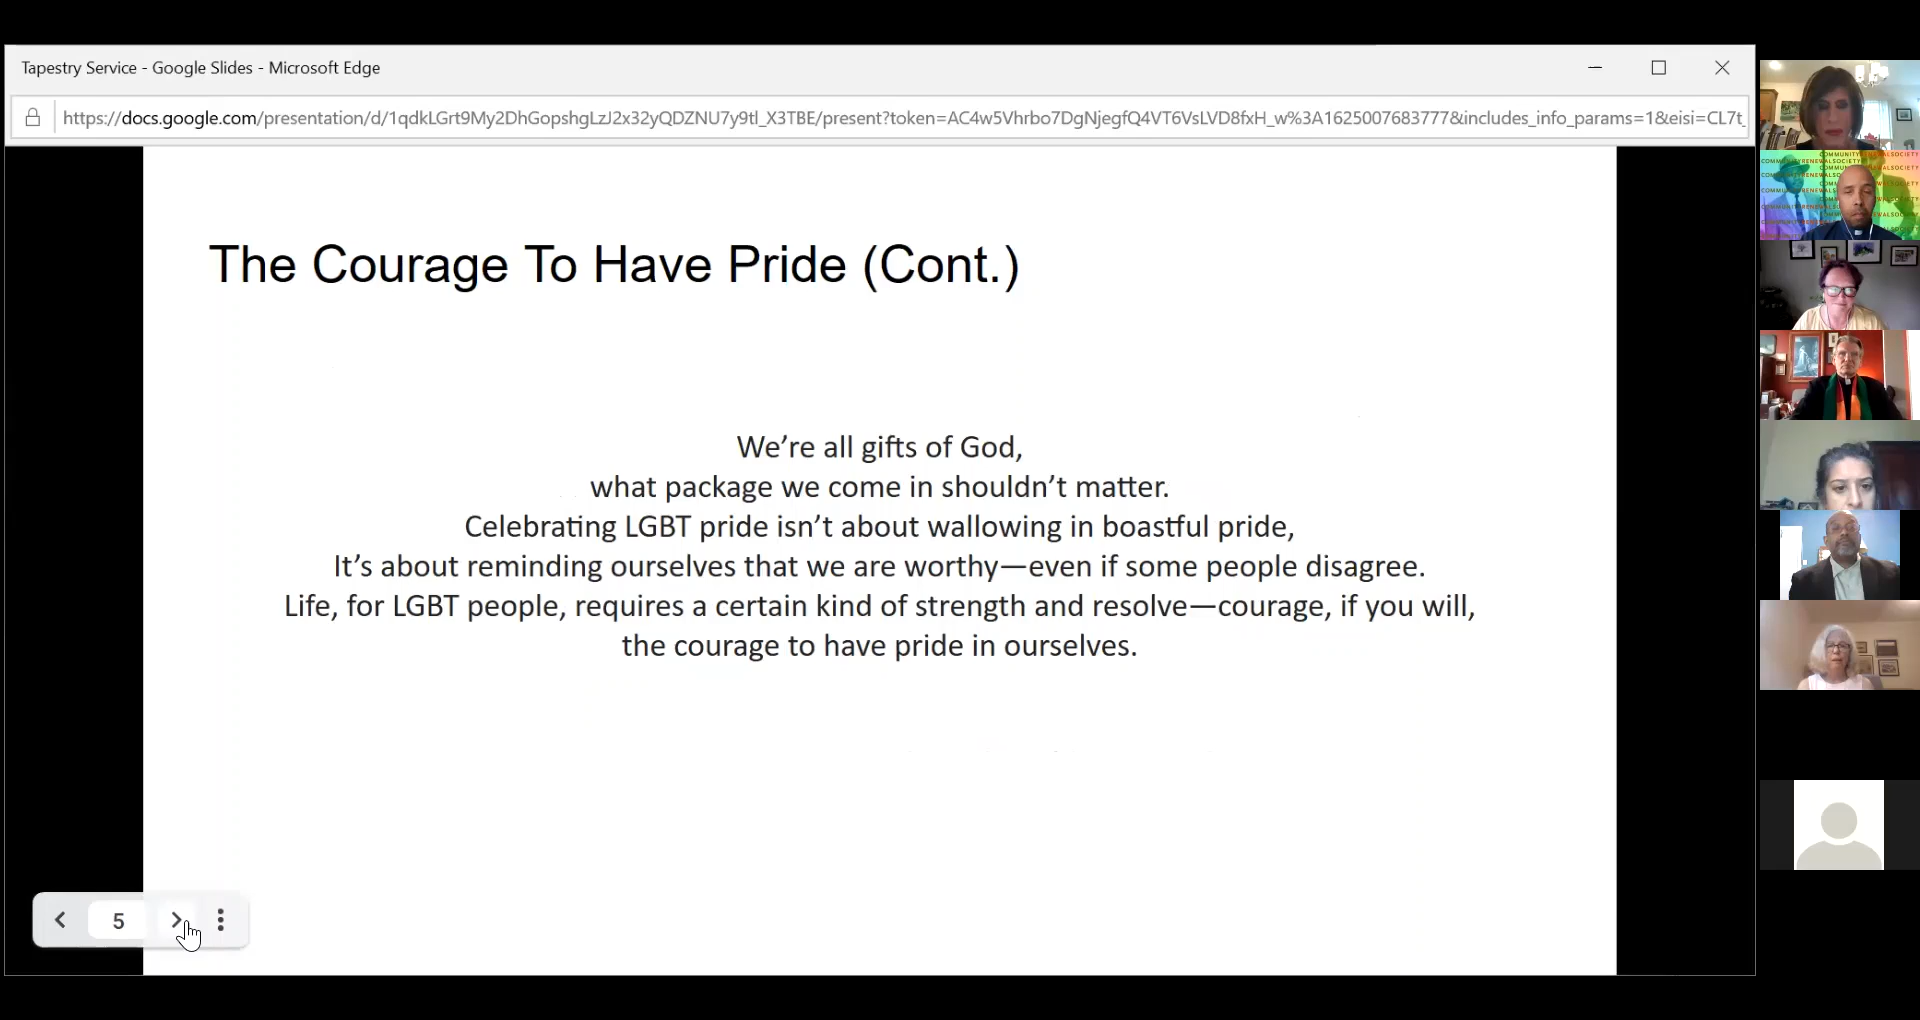 Tapestry Service - Google Slides - Microsoft Edge
https://docs.google.com/presentation/d/1qdkLGrt9My2DhGopshgLzJ2x32yQDZNU7y9tl_X3TBE/present?token=AC4w5Vhrbo7DgNjegfQ4VT6VsLVD8fxH_w%3A1625007683777&includes_info_params=1&eisi=CL7t_
The Courage To Have Pride (Cont.)
We’re all gifts of God,
what package we come in shouldn’t matter.
Celebrating LGBT pride isn’t about wallowing in boastful pride,
It’s about reminding ourselves that we are worthy—even if some people disagree.
Life, for LGBT people, requires a certain kind of strength and resolve—courage, if you will,
the courage to have pride in ourselves.
5
COMMUNITYRENEWALSOCIETY